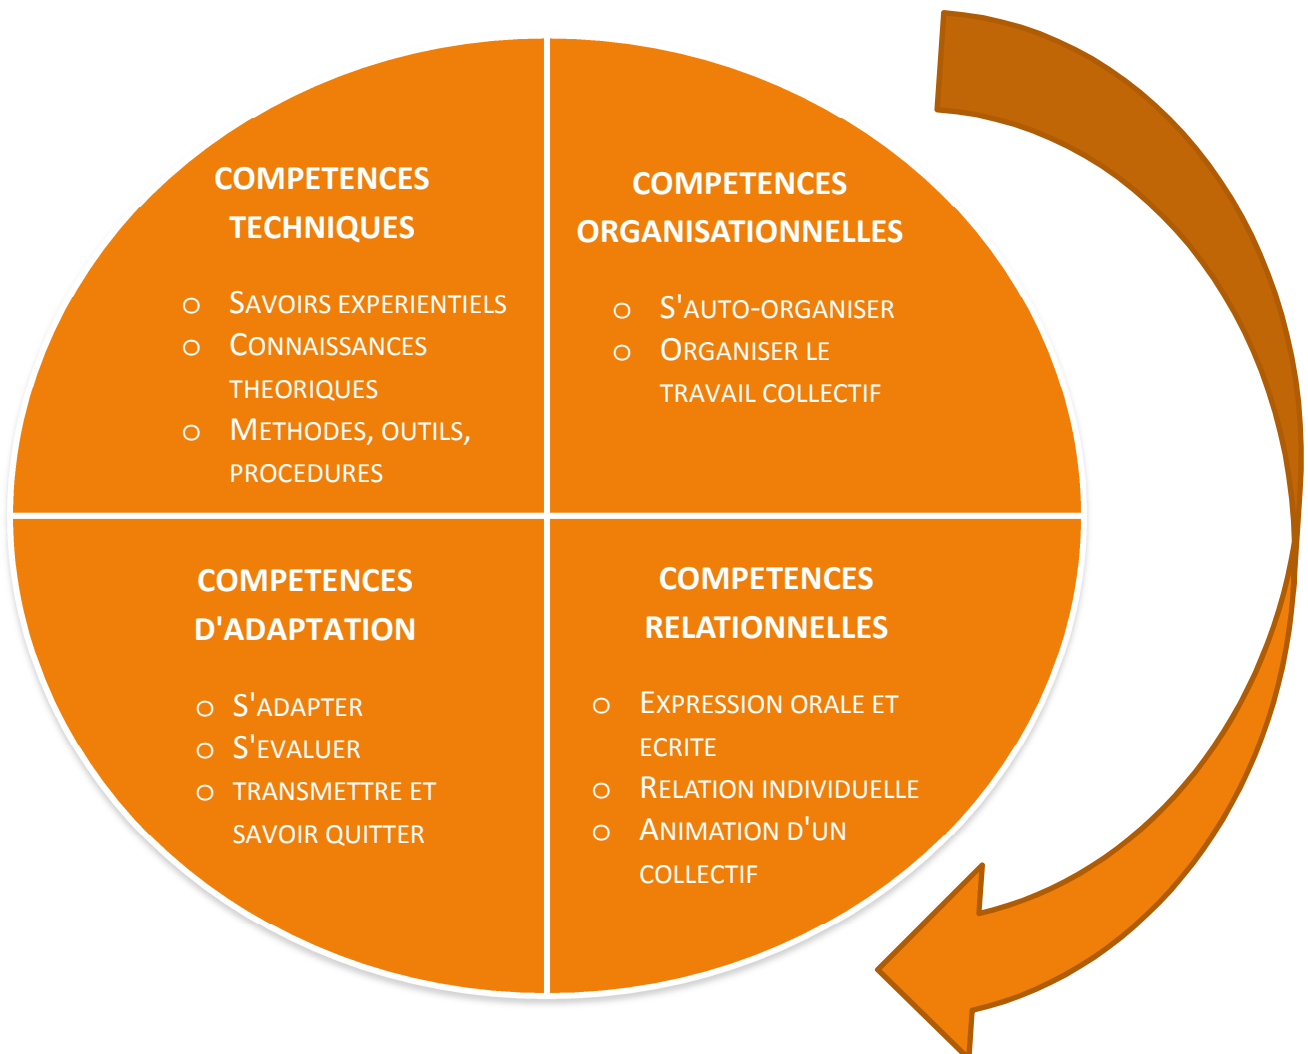 COMPETENCES
TECHNIQUES
o SAVOIRS EXPERIENTIELS
o CONNAISSANCES
THEORIQUES
o METHODES, OUTILS,
PROCEDURES
COMPETENCES
ORGANISATIONNELLES
o S'AUTO-ORGANISER
o ORGANISER LE
TRAVAIL COLLECTIF
COMPETENCES
D'ADAPTATION
o S'ADAPTER
o S'EVALUER
o TRANSMETTRE ET
SAVOIR QUITTER
COMPETENCES
RELATIONNELLES
o EXPRESSION ORALE ET
ECRITE
o RELATION INDIVIDUELLE
o ANIMATION D'UN
COLLECTIF